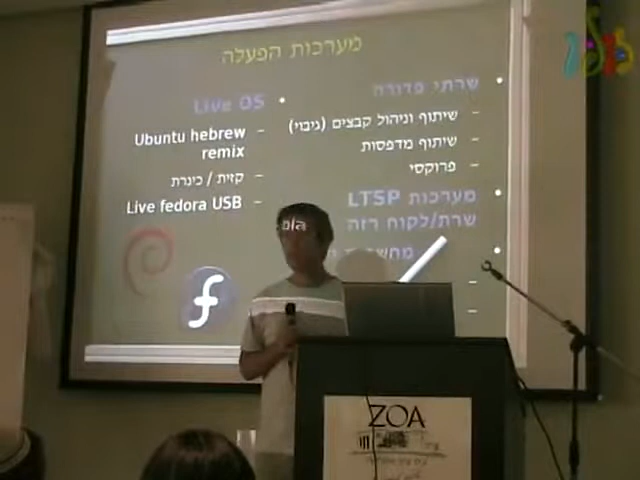 מערכות הפעלה
שרתי פדורה
שיתוף וניהול קבצים (גיבוי)
שיתוף מדפסות
פרוקסי
מערכות LTSP
שרת/לקוח רזה
Live OS
Ubuntu hebrew
remix
קזית / כינרת
Live fedora USB
ZOA